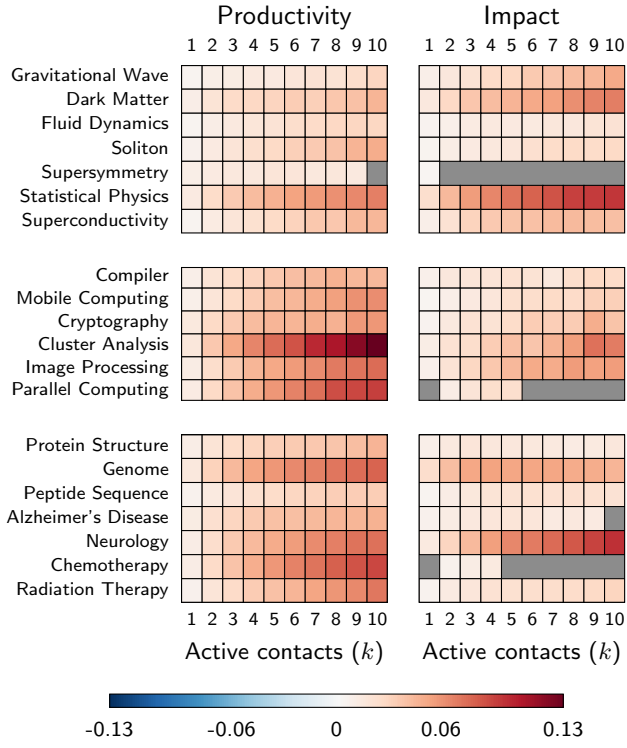 Productivity Impact
1 2 3 4 5 6 7 8 9 10 1 2 3 4 5 6 7 8 9 10
Gravitational Wave
Dark Matter
Fluid Dynamics
Soliton
Supersymmetry
Statistical Physics
Superconductivity
Compiler
Mobile Computing
Cryptography
Cluster Analysis
Image Processing
Parallel Computing
Protein Structure
Genome
Peptide Sequence
Alzheimer's Disease
Neurology
Chemotherapy
Radiation Therapy
1 2 3 4 5 6 7 8 9 10 1 2 3 4 5 6 7 8 9 10
Active contacts (k) Active contacts (k)
-0.13 -0.06 0 0.06 0.13